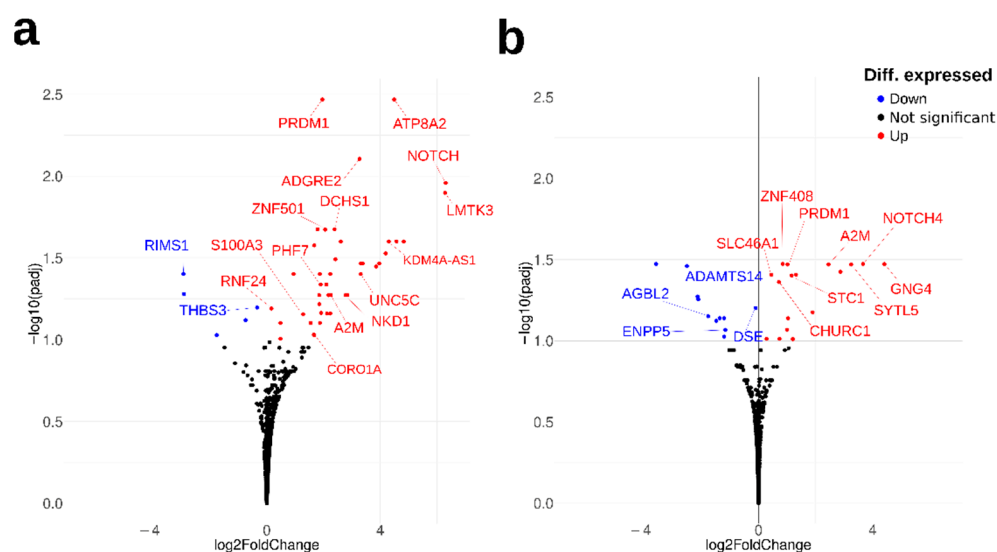 a
b
Diff. expressed
Down
Not significant
Up
2.5
2.0
1.5
1.0
0.5
0.0
−log10(padj)
PRDM1
ATP8A2
NOTCH
ADGRE2
LMTK3
DCHS1
ZNF501
RIMS1
S100A3
PHF7
KDM4A-AS1
RNF24
UNC5C
THBS3
NKD1
A2M
CORO1A
−4
0
4
log2FoldChange
2.5
2.0
1.5
1.0
0.5
0.0
−log10(padj)
ZNF408
PRDM1
NOTCH4
A2M
SLC46A1
ADAMTS14
GNG4
AGBL2
STC1
SYTL5
ENPP5
DSE
CHURC1
−4
0
4
log2FoldChange